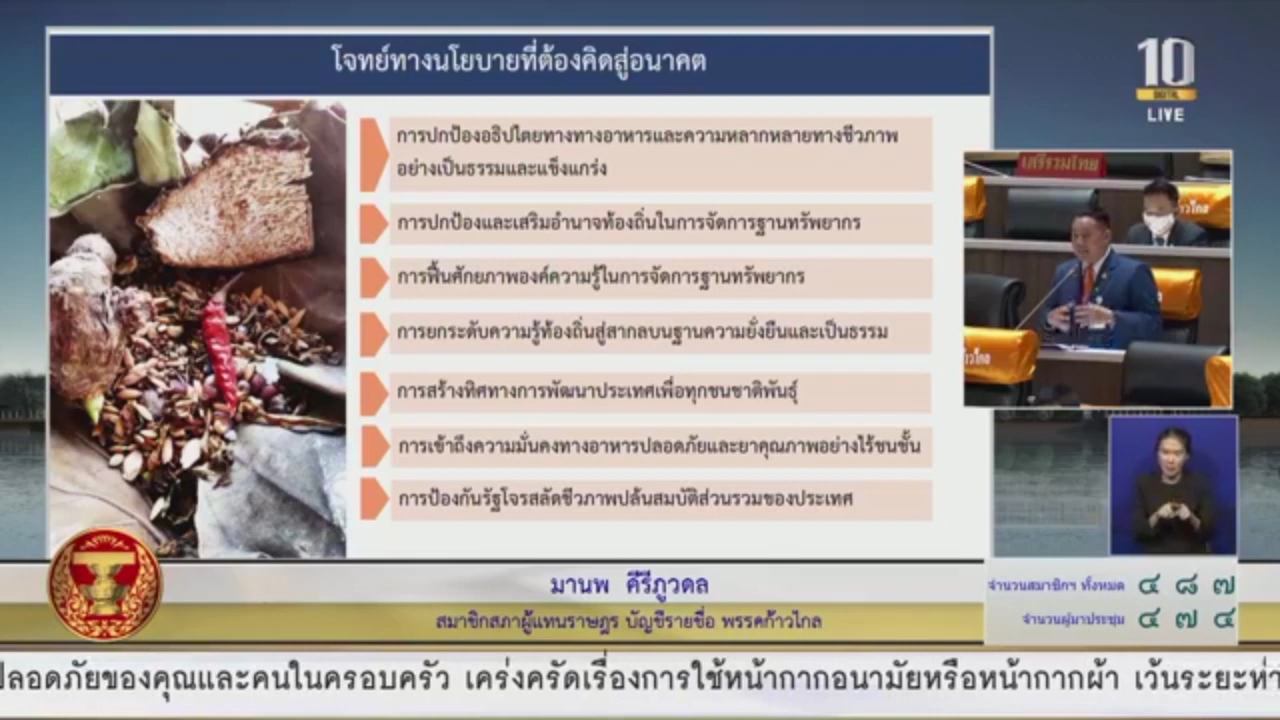 โจทย์ทางนโยบายที่ต้องคิดสู่อนาคต
การปกป้องอธิปไตยทางทางอาหารและความหลากหลายทางชีวภาพ
อย่างเป็นธรรมและแข็งแกร่ง
การปกป้องและเสริมอำนาจท้องถิ่นในการจัดการฐานทรัพยากร
การฟื้นศักยภาพองค์ความรู้ในการจัดการฐานทรัพยากร
การยกระดับความรู้ท้องถิ่นสู่สากลบนฐานความยั่งยืนและเป็นธรรม
การสร้างทิศทางการพัฒนาประเทศเพื่อทุกชนชาติพันธุ์
การเข้าถึงความมั่นคงทางอาหารปลอดภัยและยาคุณภาพอย่างไร้ชนชั้น
การป้องกันรัฐโจรสลัดชีวภาพปล้นสมบัติส่วนรวมของประเทศ
10
DIGITAL
LIVE
เสรีรวมไทย
มานพ คีรีภูวดล
สมาชิกสภาผู้แทนราษฎร บัญชีรายชื่อ พรรคก้าวไกล
จำนวนสมาชิกฯ ทั้งหมด ๔๘๗
จำนวนผู้มาประชุม ๔๗๔
ปลอดภัยของคุณและคนในครอบครัว เคร่งครัดเรื่องการใช้หน้ากากอนามัยหรือหน้ากากผ้า เว้นระยะห่า